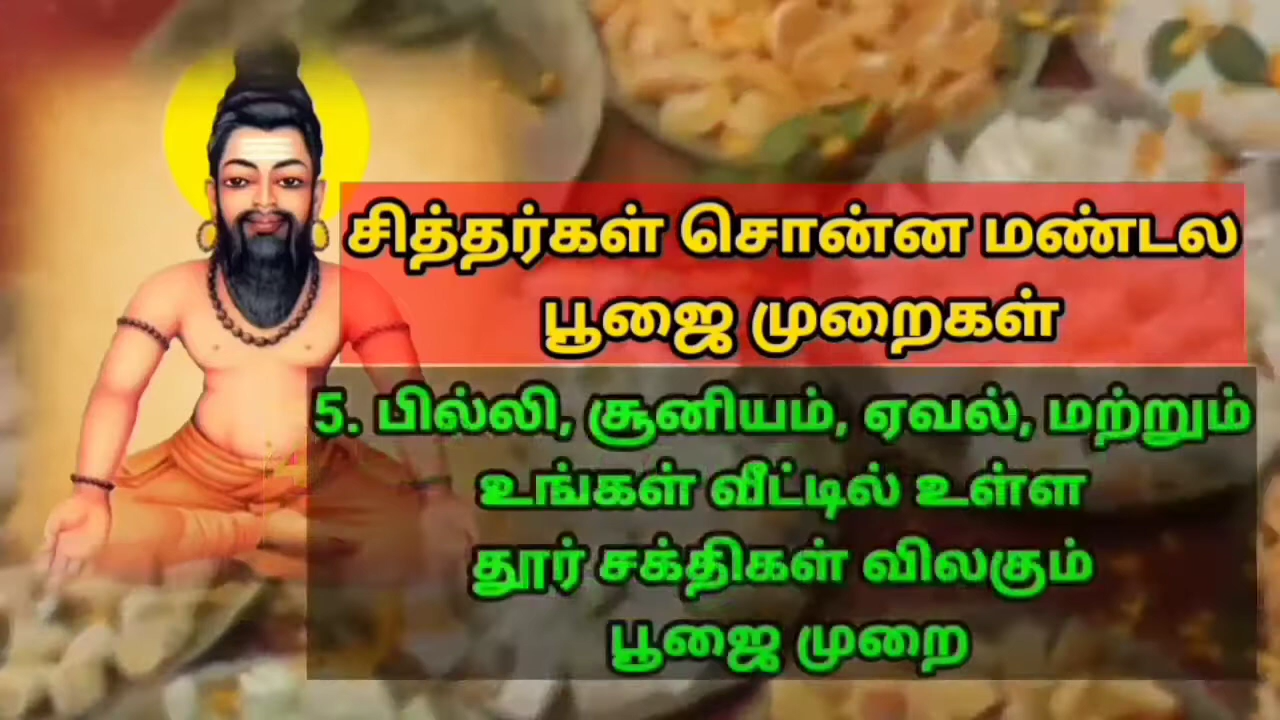 சித்தர்கள் சொன்ன மண்டல
பூஜை முறைகள்
5. பில்லி, சூனியம், ஏவல், மற்றும்
உங்கள் வீட்டில் உள்ள
தூர் சக்திகள் விலகும்
பூஜை முறை